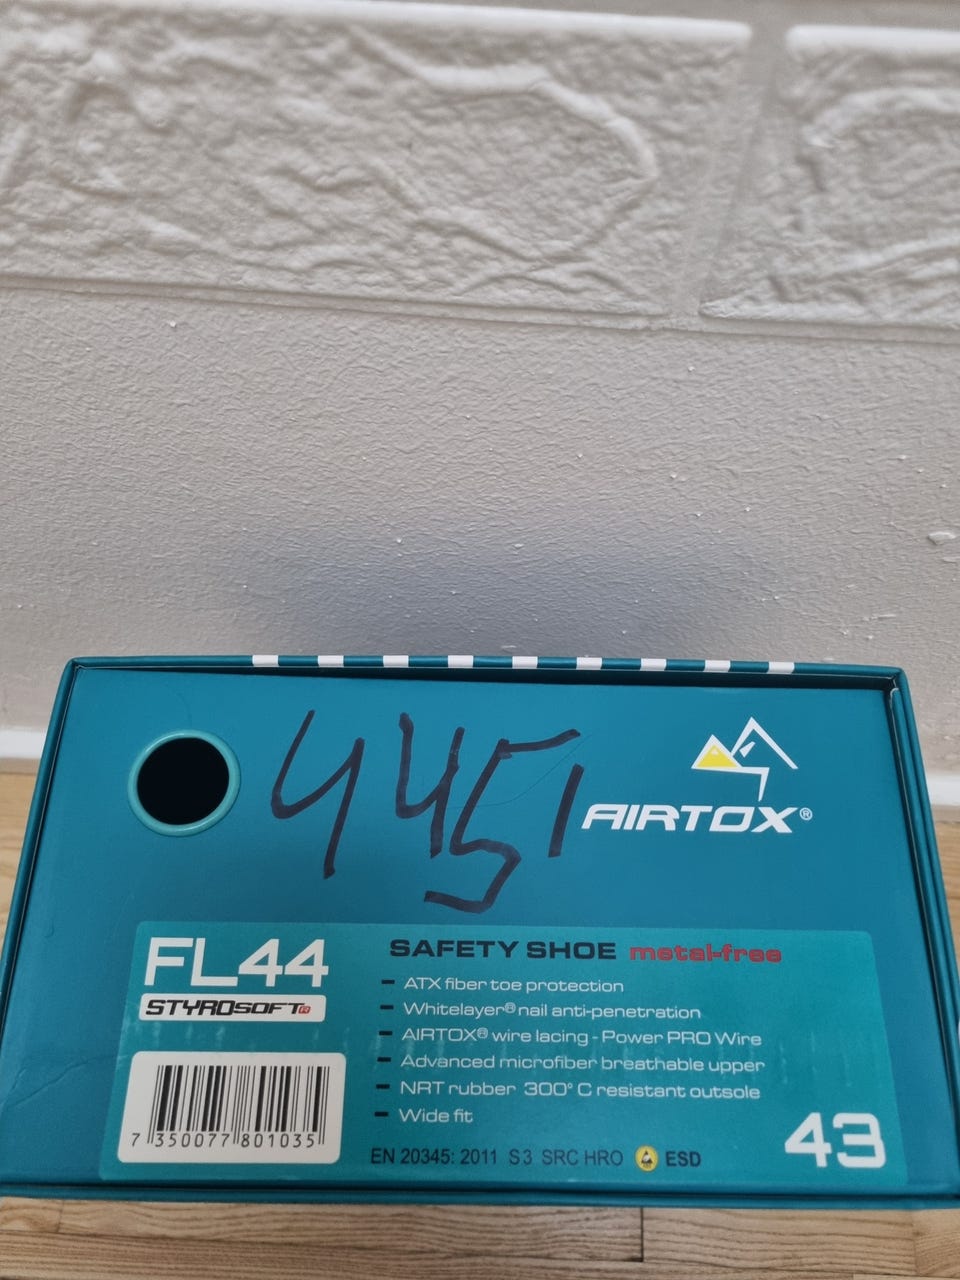 4451
AIRTOX®
FL44
STYROSOFT®
SAFETY SHOE metal-free
- ATX fiber toe protection
- Whitelayer® nail anti-penetration
- AIRTOX® wire lacing - Power PRO Wire
- Advanced microfiber breathable upper
- NRT rubber 300° C resistant outsole
- Wide fit
7 350077 801035
EN 20345: 2011 S3 SRC HRO ESD
43